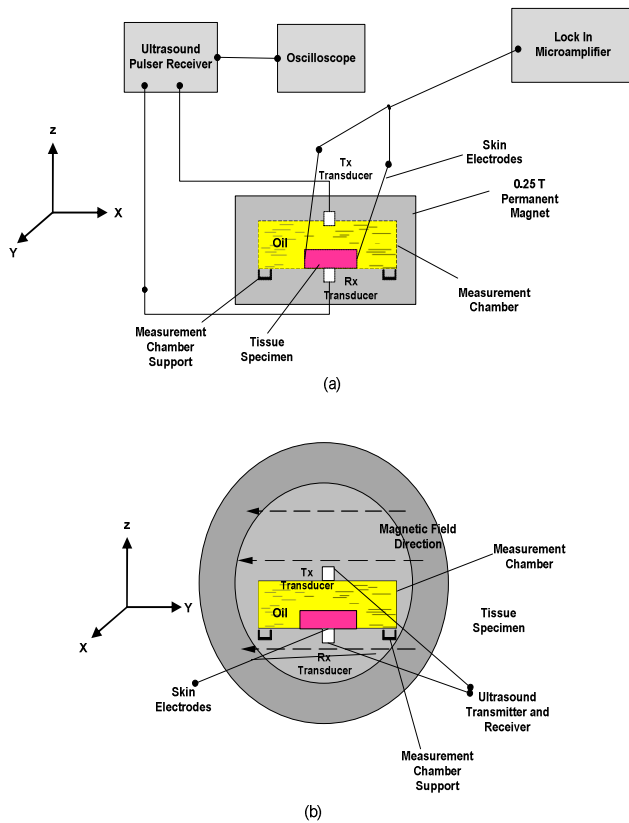 Ultrasound
Pulser Receiver
Oscilloscope
Lock In
Microamplifier
z
X
Y
Tx
Transducer
Skin
Electrodes
0.25 T
Permanent
Magnet
Oil
Rx
Transducer
Measurement
Chamber
Measurement
Chamber
Support
Tissue
Specimen
(a)
z
Y
X
Magnetic Field
Direction
Measurement
Chamber
Tx
Transducer
Oil
Tissue
Specimen
Rx
Transducer
Skin
Electrodes
Ultrasound
Transmitter and
Receiver
Measurement
Chamber
Support
(b)